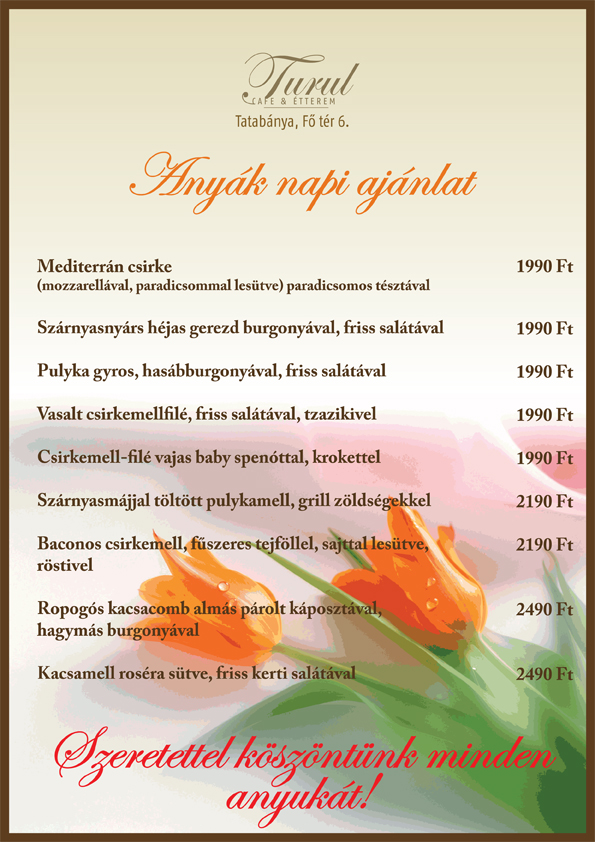 Turul
CAFE & ÉTTEREM
Tatabánya, Fő tér 6.
Anyák napi ajánlat
Mediterrán csirke 1990 Ft
(mozzarellával, paradicsommal lesütve) paradicsomos tésztával
Szárnyasnyárs héjas gerezd burgonyával, friss salátával 1990 Ft
Pulyka gyros, hasábburgonyával, friss salátával 1990 Ft
Vasalt csirkemellfilé, friss salátával, tzazikivel 1990 Ft
Csirkemell-filé vajas baby spenóttal, krokettel 1990 Ft
Szárnyasmájjal töltött pulykamell, grill zöldségekkel 2190 Ft
Baconos csirkemell, fűszeres tejföllel, sajttal lesütve, 2190 Ft
röstivel
Ropogós kacsacomb almás párolt káposztával, 2490 Ft
hagymás burgonyával
Kacsamell roséra sütve, friss kerti salátával 2490 Ft
Szeretettel köszöntünk minden
anyukát!